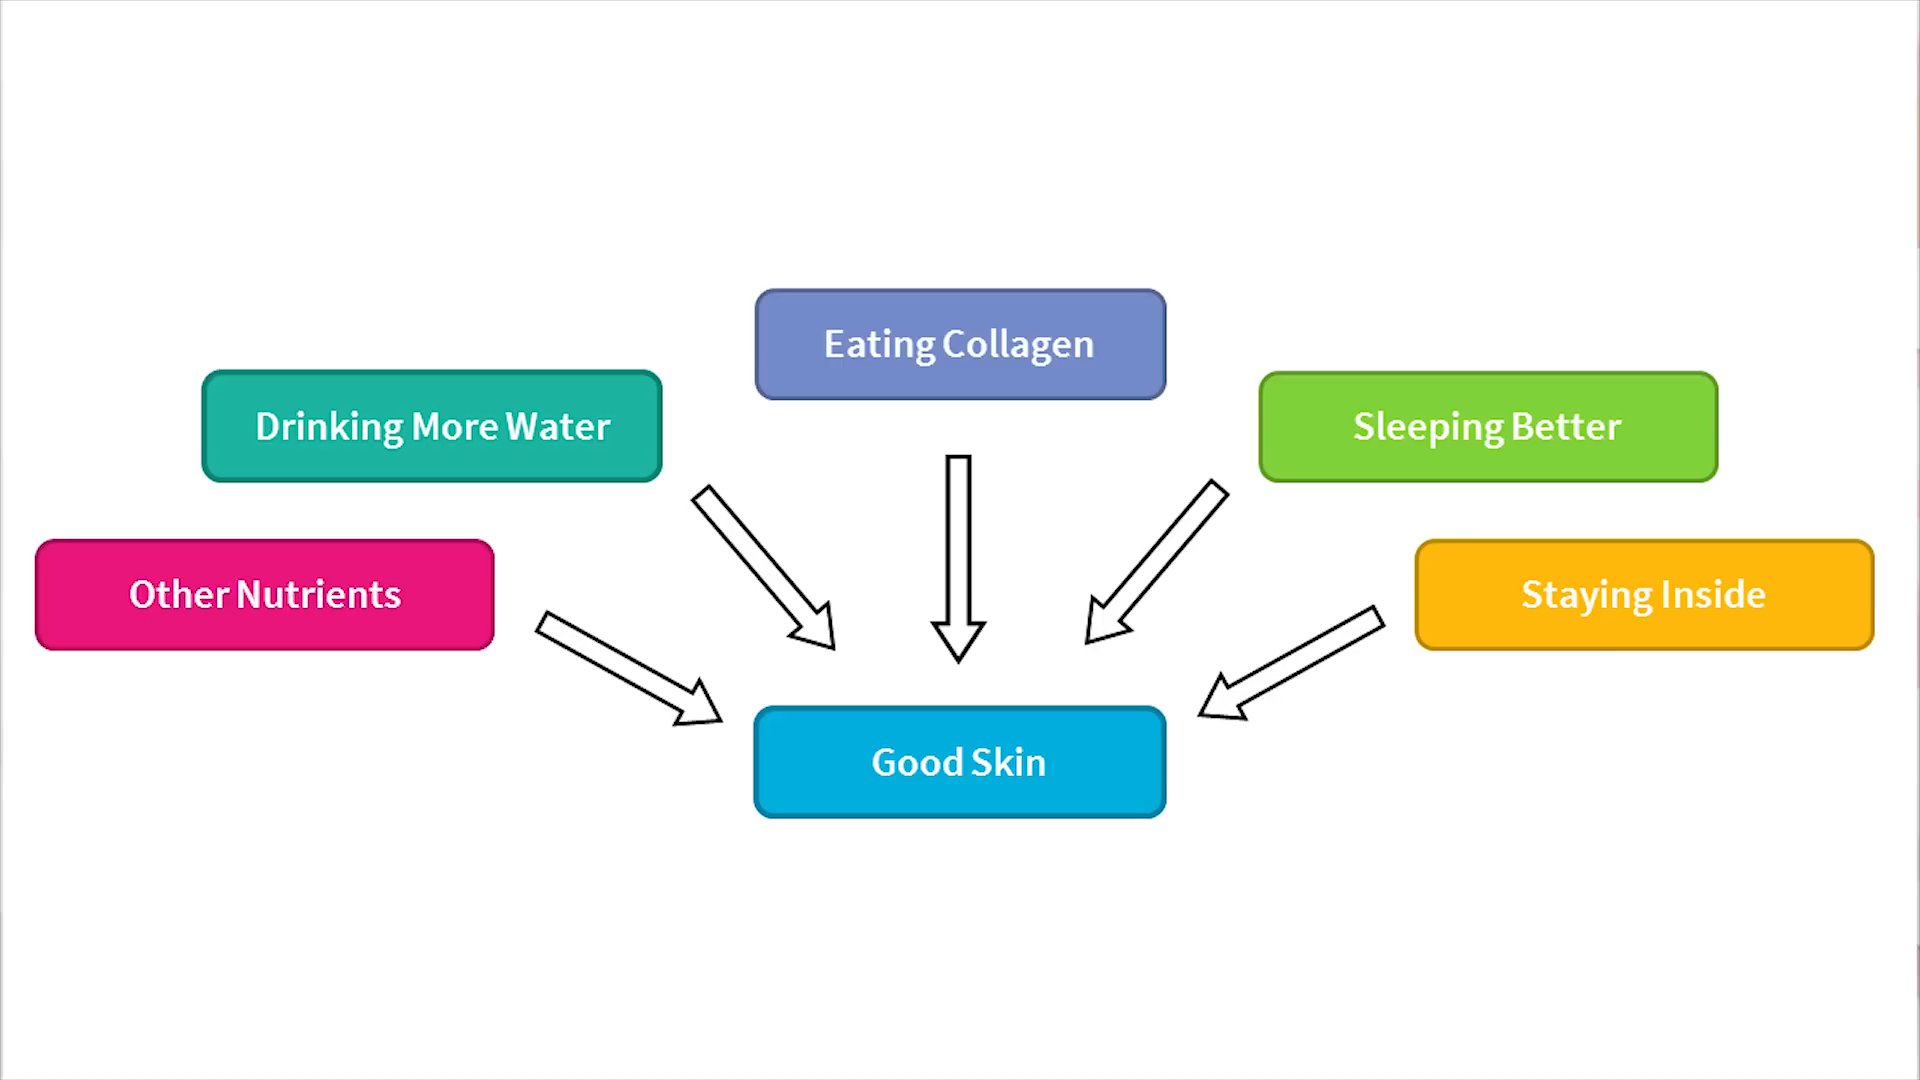 Eating Collagen
Drinking More Water
Sleeping Better
Other Nutrients
Staying Inside
Good Skin